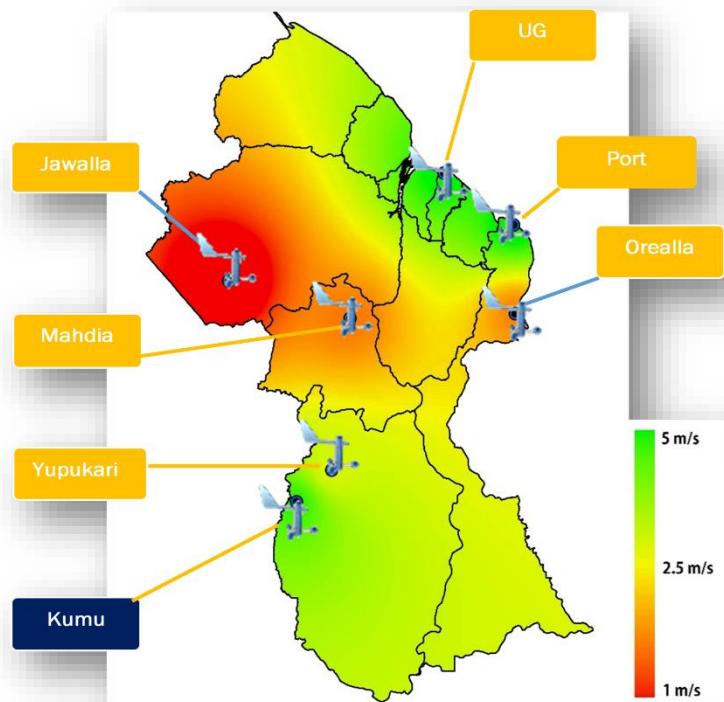 UG
Jawalla
Port
Orealla
Mahdia
Yupukari
Kumu
5 m/s
2.5 m/s
1 m/s